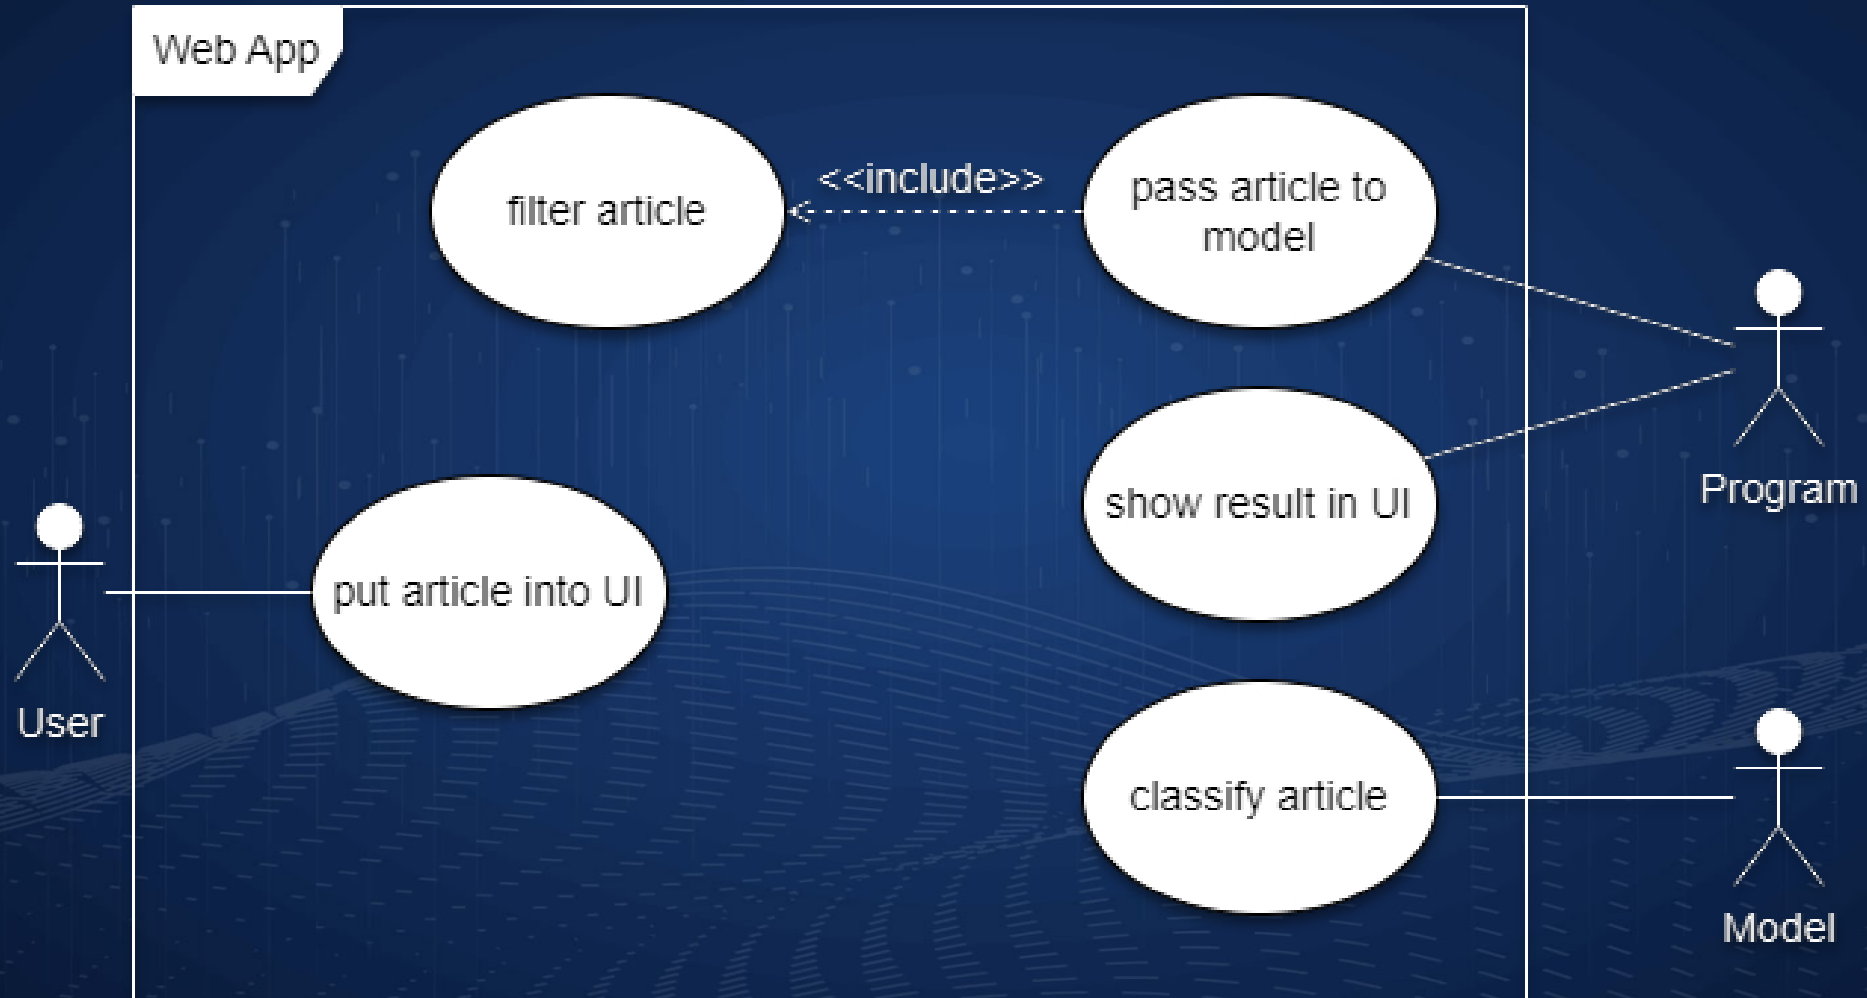 Web App
filter article
<<include>>
pass article to
model
show result in UI
Program
put article into UI
User
classify article
Model